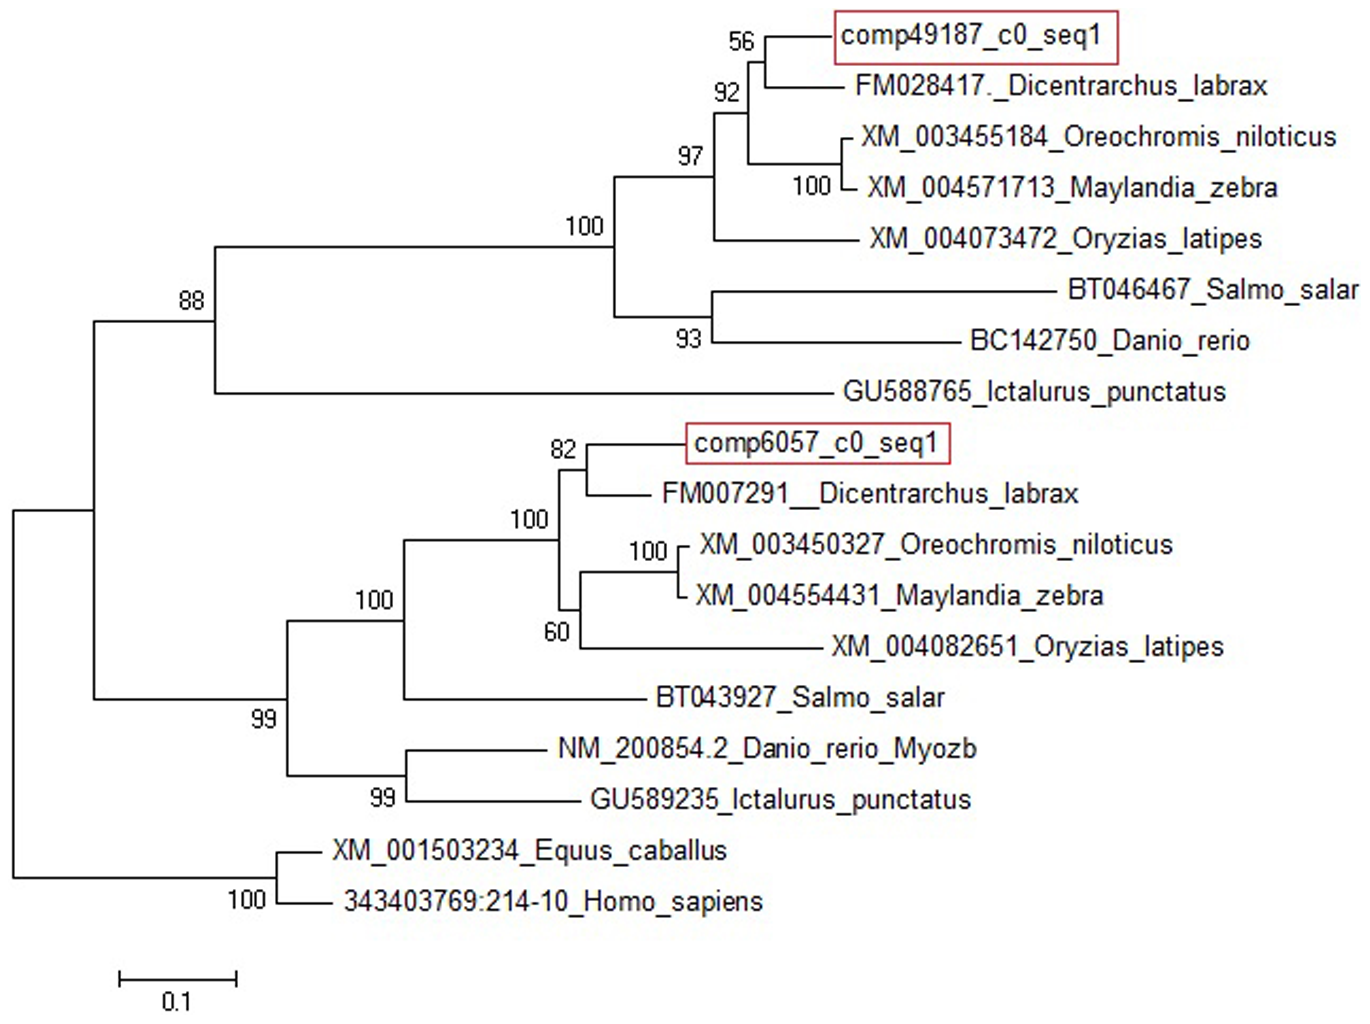 56
comp49187_c0_seq1
FM028417._Dicentrarchus_labrax
92
XM_003455184_Oreochromis_niloticus
97
100
XM_004571713_Maylandia_zebra
100
XM_004073472_Oryzias_latipes
BT046467_Salmo_salar
88
93
BC142750_Danio_rerio
GU588765_Ictalurus_punctatus
82
comp6057_c0_seq1
FM007291__Dicentrarchus_labrax
100
100
XM_003450327_Oreochromis_niloticus
100
XM_004554431_Maylandia_zebra
60
XM_004082651_Oryzias_latipes
BT043927_Salmo_salar
99
NM_200854.2_Danio_rerio_Myozb
99
GU589235_Ictalurus_punctatus
XM_001503234_Equus_caballus
100
343403769:214-10_Homo_sapiens
0.1